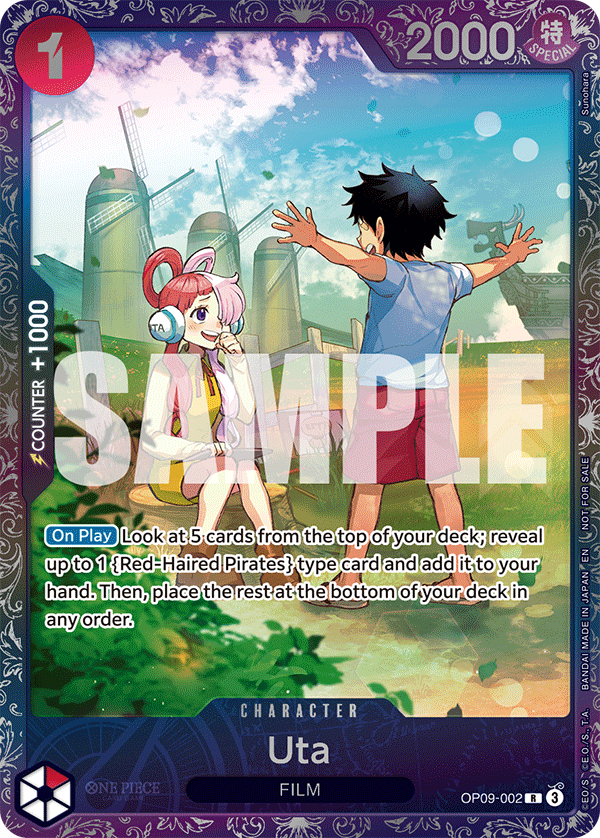 1
2000
特
SPECIAL
Sunohara
COUNTER +1000
TA
SAMPLE
On Play Look at 5 cards from the top of your deck; reveal
up to 1 {Red-Haired Pirates} type card and add it to your
hand. Then, place the rest at the bottom of your deck in
any order.
CHARACTER
Uta
FILM
ONE PIECE
CARD GAME
OP09-002 R 3
©E.O./S. ©E.O./S., T.A. BANDAI MADE IN JAPAN EN NOT FOR SALE